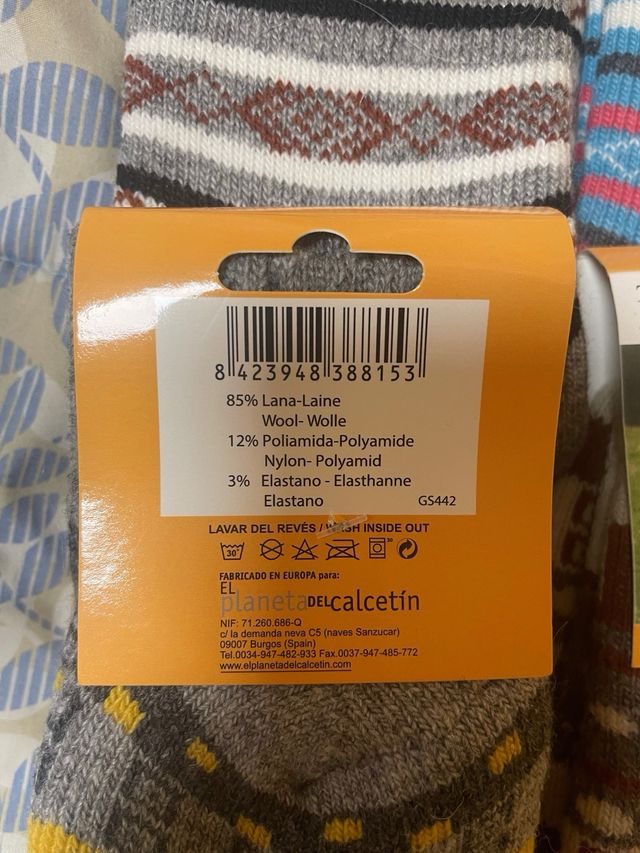 8 423948 388153
85% Lana-Laine
Wool- Wolle
12% Poliamida-Polyamide
Nylon- Polyamid
3% Elastano - Elasthanne
Elastano
GS442
LAVAR DEL REVÉS / WASH INSIDE OUT
30°
30
FABRICADO EN EUROPA para:
EL
planeta DEL calcetín
NIF: 71.260.686-Q
c/ la demanda neva C5 (naves Sanzucar)
09007 Burgos (Spain)
Tel.0034-947-482-933 Fax.0037-947-485-772
www.elplanetadelcalcetin.com